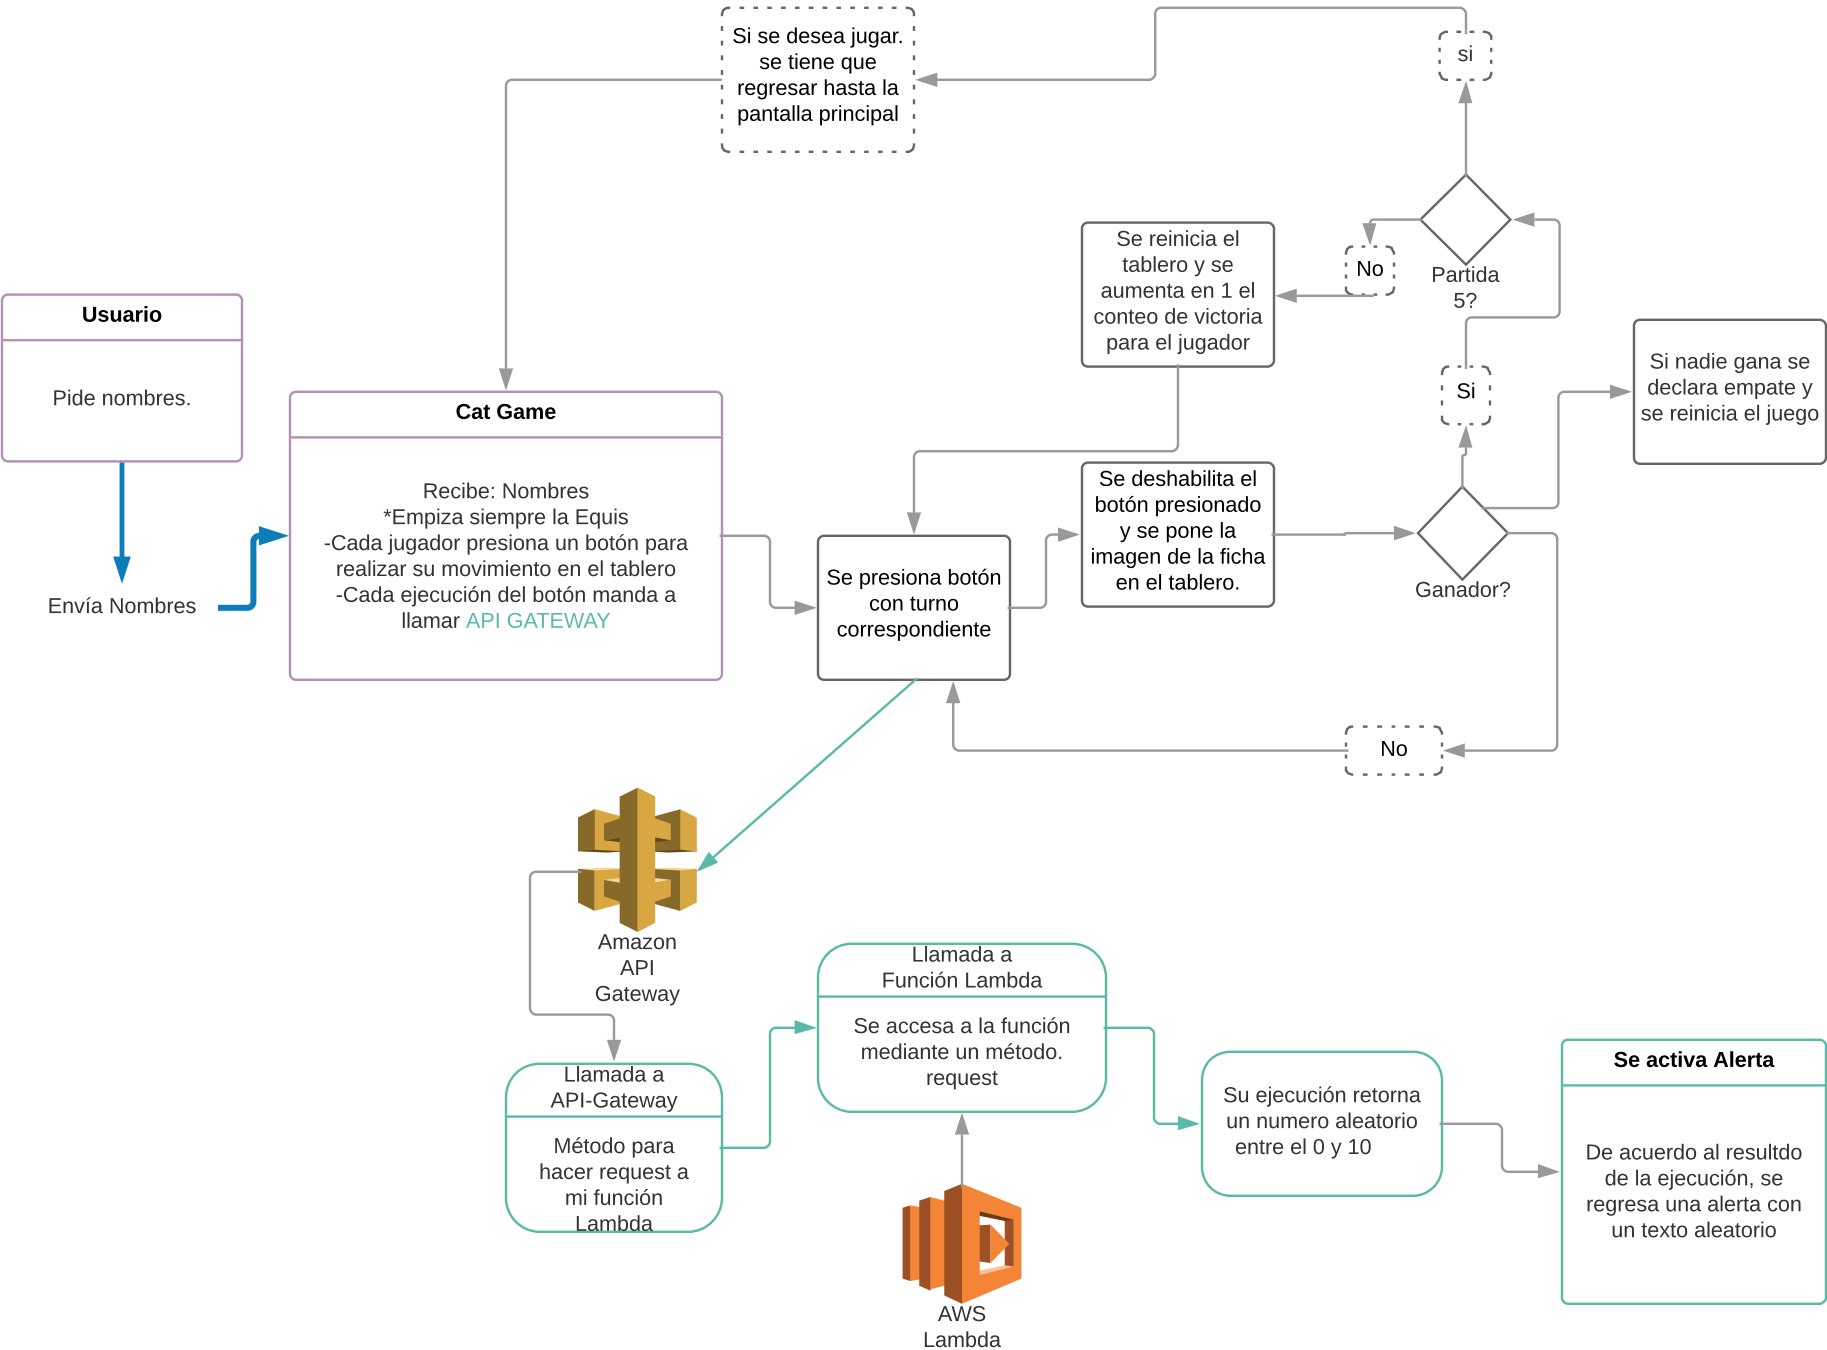 Si se desea jugar.
se tiene que
regresar hasta la
pantalla principal
si
Se reinicia el
tablero y se
aumenta en 1 el
conteo de victoria
para el jugador
No
Partida
5?
Usuario
Pide nombres.
Envía Nombres
Cat Game
Recibe: Nombres
*Empiza siempre la Equis
-Cada jugador presiona un botón para
realizar su movimiento en el tablero
-Cada ejecución del botón manda a
llamar API GATEWAY
Si
Si nadie gana se
declara empate y
se reinicia el juego
Se presiona botón
con turno
correspondiente
Se deshabilita el
botón presionado
y se pone la
imagen de la ficha
en el tablero.
Ganador?
No
Amazon
API
Gateway
Llamada a
API-Gateway
Método para
hacer request a
mi función
Lambda
Llamada a
Función Lambda
Se accesa a la función
mediante un método.
request
AWS
Lambda
Su ejecución retorna
un numero aleatorio
entre el 0 y 10
Se activa Alerta
De acuerdo al resultdo
de la ejecución, se
regresa una alerta con
un texto aleatorio